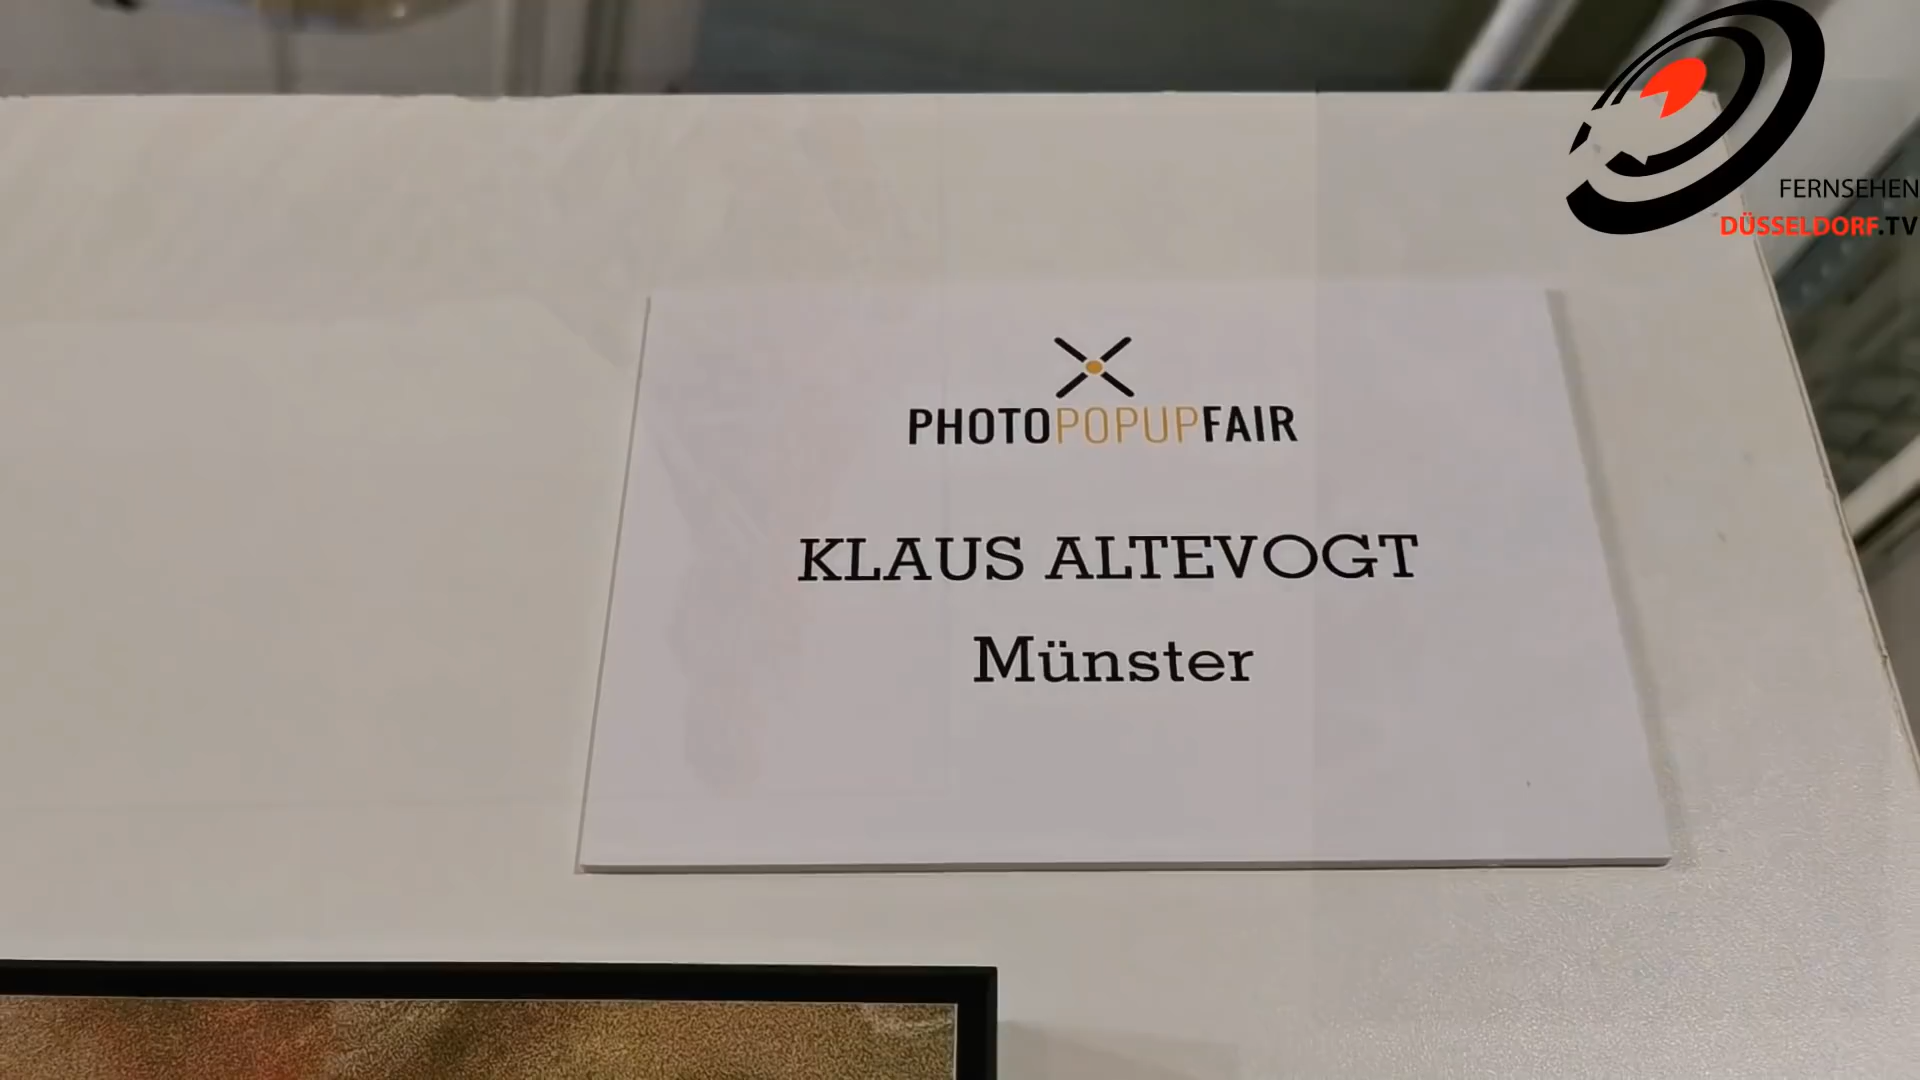 FERNSEHEN
DÜSSELDORF.TV
PHOTOPOPUPFAIR
KLAUS ALTEVOGT
Münster